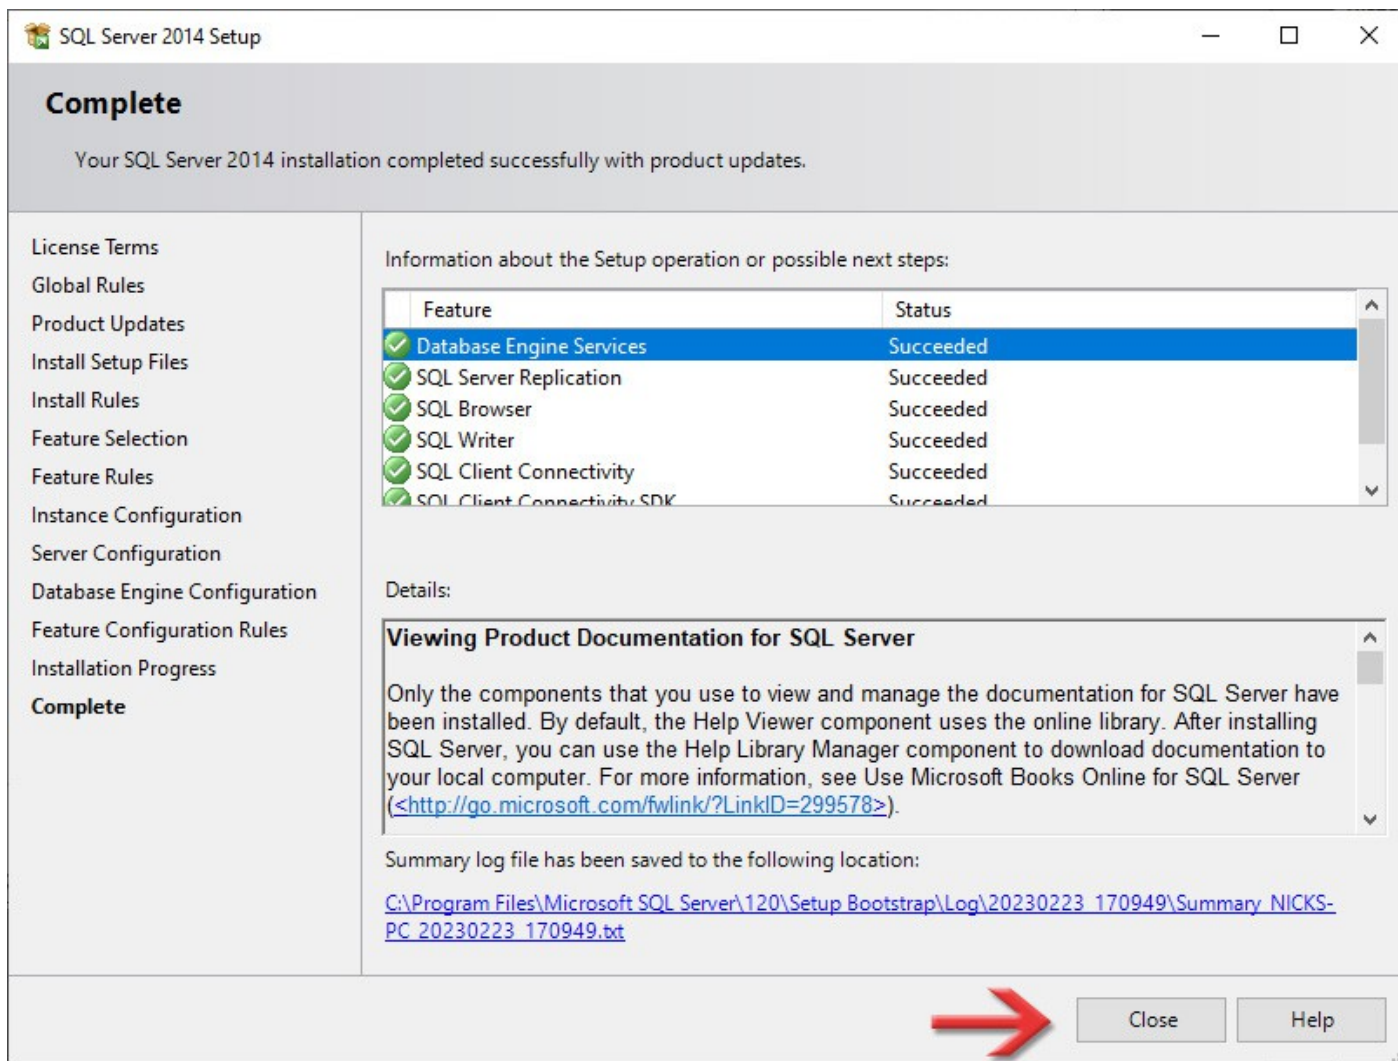 SQL Server 2014 Setup
Complete
Your SQL Server 2014 installation completed successfully with product updates.
License Terms
Global Rules
Product Updates
Install Setup Files
Install Rules
Feature Selection
Feature Rules
Instance Configuration
Server Configuration
Database Engine Configuration
Feature Configuration Rules
Installation Progress
Complete
Information about the Setup operation or possible next steps:
Feature Status
Database Engine Services Succeeded
SQL Server Replication Succeeded
SQL Browser Succeeded
SQL Writer Succeeded
SQL Client Connectivity Succeeded
SQL Client Connectivity SDK Succeeded
Details:
Viewing Product Documentation for SQL Server
Only the components that you use to view and manage the documentation for SQL Server have
been installed. By default, the Help Viewer component uses the online library. After installing
SQL Server, you can use the Help Library Manager component to download documentation to
your local computer. For more information, see Use Microsoft Books Online for SQL Server
(<http://go.microsoft.com/fwlink/?LinkID=299578>).
Summary log file has been saved to the following location:
C:\Program Files\Microsoft SQL Server\120\Setup Bootstrap\Log\20230223_170949\Summary_NICKS-
PC_20230223_170949.txt
Close Help